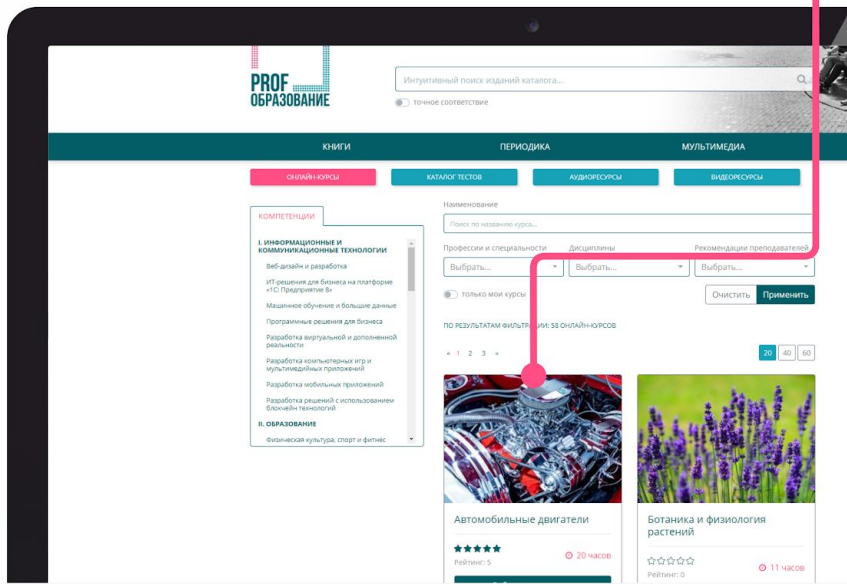 PROF
ОБРАЗОВАНИЕ
Интуитивный поиск изданий каталога...
точное соответствие
КНИГИ
ПЕРИОДИКА
МУЛЬТИМЕДИА
ОНЛАЙН-КУРСЫ
КАТАЛОГ ТЕСТОВ
АУДИОРЕСУРСЫ
ВИДЕОРЕСУРСЫ
КОМПЕТЕНЦИИ
I. ИНФОРМАЦИОННЫЕ И
КОММУНИКАЦИОННЫЕ ТЕХНОЛОГИИ
Веб-дизайн и разработка
ИТ-решения для бизнеса на платформе
«1С: Предприятие 8»
Машинное обучение и большие данные
Программные решения для бизнеса
Разработка виртуальной и дополненной
реальности
Разработка компьютерных игр и
мультимедийных приложений
Разработка мобильных приложений
Разработка решений с использованием
блокчейн технологий
II. ОБРАЗОВАНИЕ
Физическая культура, спорт и фитнес
Наименование
Поиск по названию курса...
Профессии и специальности
Дисциплины
Рекомендации преподавателей
Выбрать...
Выбрать...
Выбрать...
только мои курсы
Очистить
Применить
ПО РЕЗУЛЬТАТАМ ФИЛЬТРАЦИИ: 58 ОНЛАЙН-КУРСОВ
« 1 2 3 »
20 40 60
Автомобильные двигатели
Рейтинг: 5
20 часов
Ботаника и физиология
растений
Рейтинг: 0
11 часов